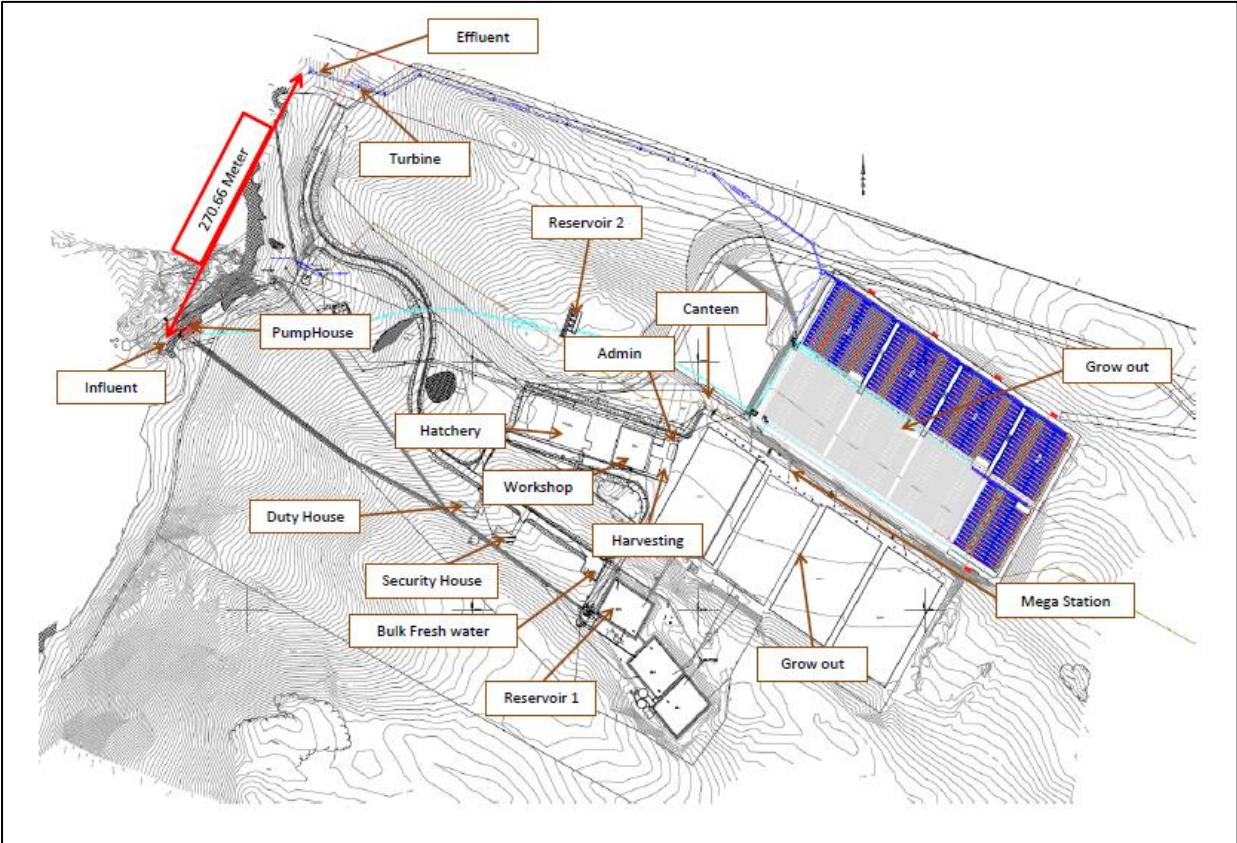 Effluent
Turbine
270.66 Meter
Reservoir 2
Canteen
PumpHouse
Admin
Grow out
Influent
Hatchery
Workshop
Duty House
Harvesting
Security House
Mega Station
Bulk Fresh water
Grow out
Reservoir 1